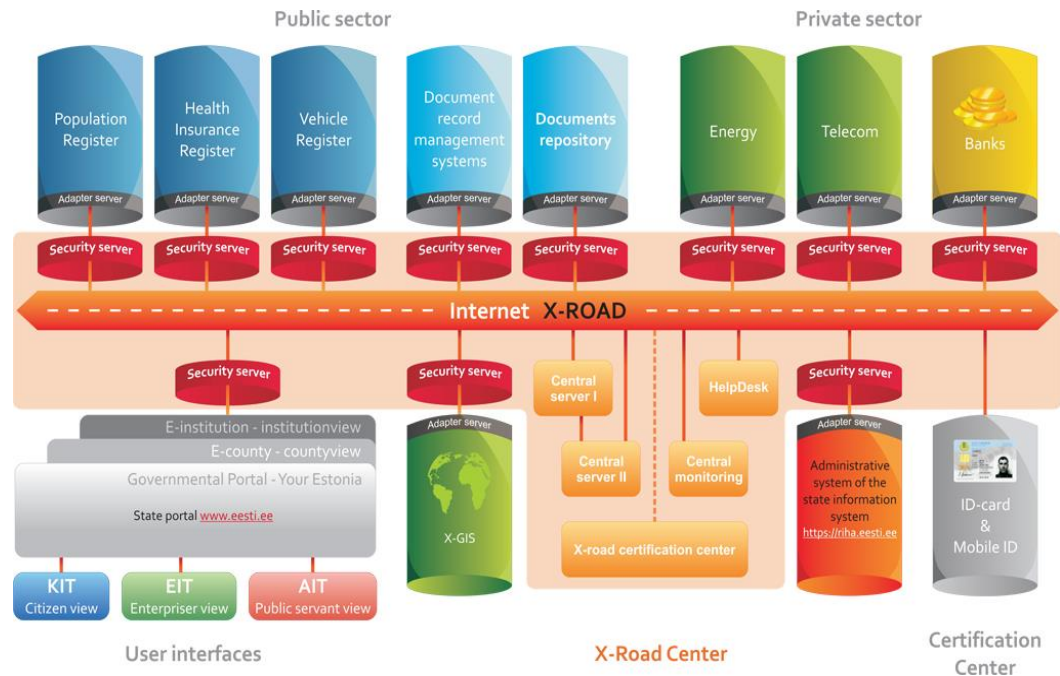 Public sector
Private sector
Population
Register
Health
Insurance
Register
Vehicle
Register
Document
record
management
systems
Documents
repository
Energy
Telecom
Banks
Adapter server
Adapter server
Adapter server
Adapter server
Adapter server
Adapter server
Adapter server
Adapter server
Security server
Security server
Security server
Security server
Security server
Security server
Security server
Security server
Internet X-ROAD
Security server
Security server
Central
server I
HelpDesk
Security server
E-institution - institutionview
E-county - countyview
Governmental Portal - Your Estonia
State portal www.eesti.ee
Adapter server
X-GIS
Central
server II
Central
monitoring
X-road certification center
Adapter server
Administrative
system of the
state information
system
https://riha.eesti.ee
ID-card
&
Mobile ID
KIT
Citizen view
EIT
Enterpriser view
AIT
Public servant view
User interfaces
X-Road Center
Certification
Center